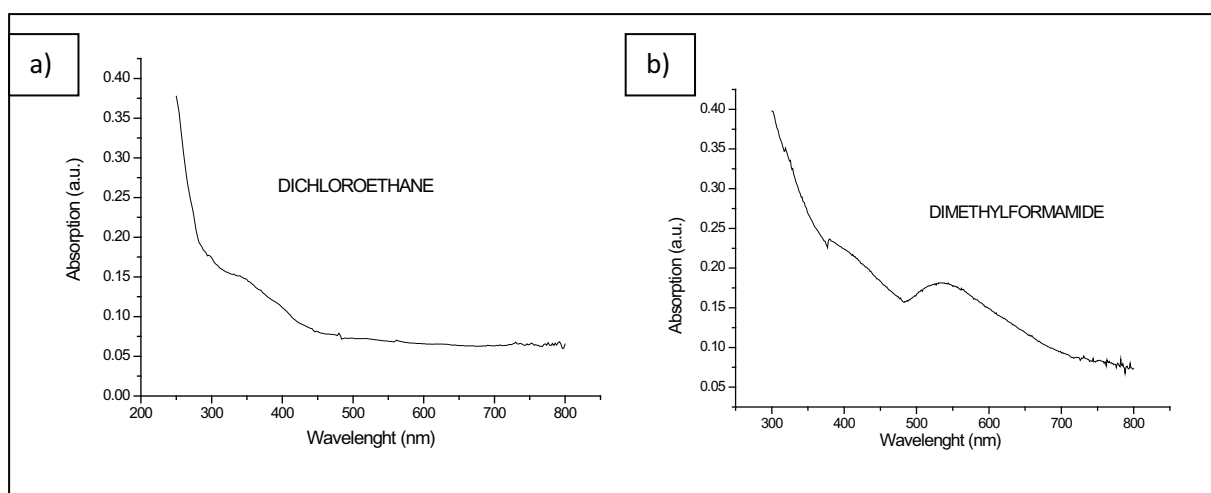 a)
0.40
0.35
0.30
0.25
0.20
0.15
0.10
0.05
0.00
Absorption (a.u.)
DICHLOROETHANE
200 300 400 500 600 700 800
Wavelenght (nm)
b)
0.40
0.35
0.30
0.25
0.20
0.15
0.10
0.05
Absorption (a.u.)
DIMETHYLFORMAMIDE
300 400 500 600 700 800
Wavelenght (nm)